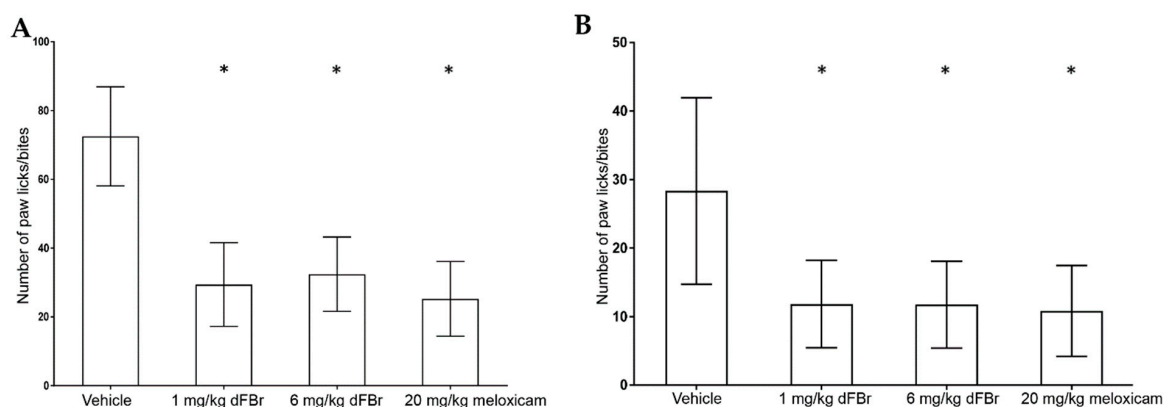 A
Number of paw licks/bites
100
80
60
40
20
0
* * *
Vehicle 1 mg/kg dFBr 6 mg/kg dFBr 20 mg/kg meloxicam
B
Number of paw licks/bites
50
40
30
20
10
0
* * *
Vehicle 1 mg/kg dFBr 6 mg/kg dFBr 20 mg/kg meloxicam